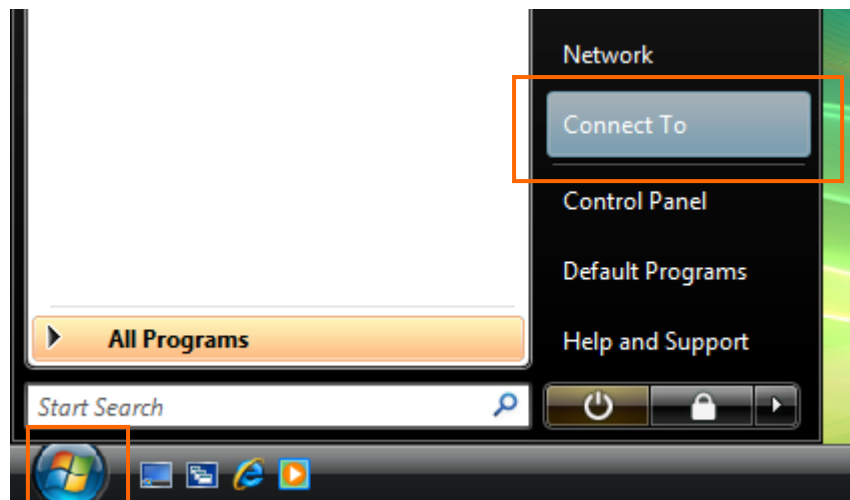 Network
Connect To
Control Panel
Default Programs
All Programs
Help and Support
Start Search